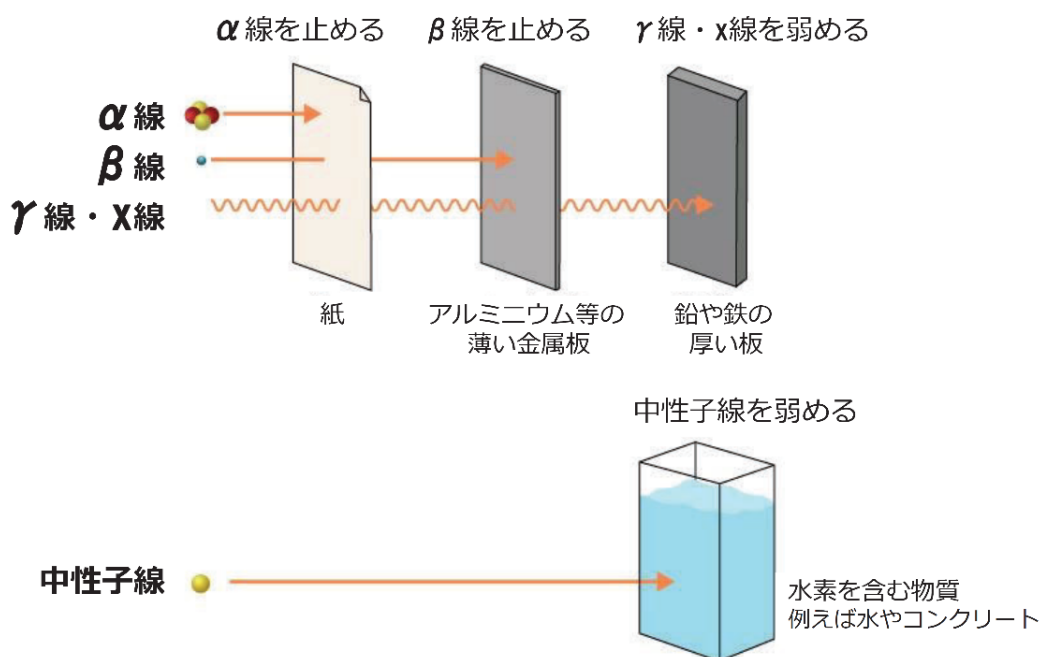 α線を止める
β線を止める
γ線・x線を弱める
α線
β線
γ線・X線
紙
アルミニウム等の
薄い金属板
鉛や鉄の
厚い板
中性子線を弱める
中性子線
水素を含む物質
例えば水やコンクリート